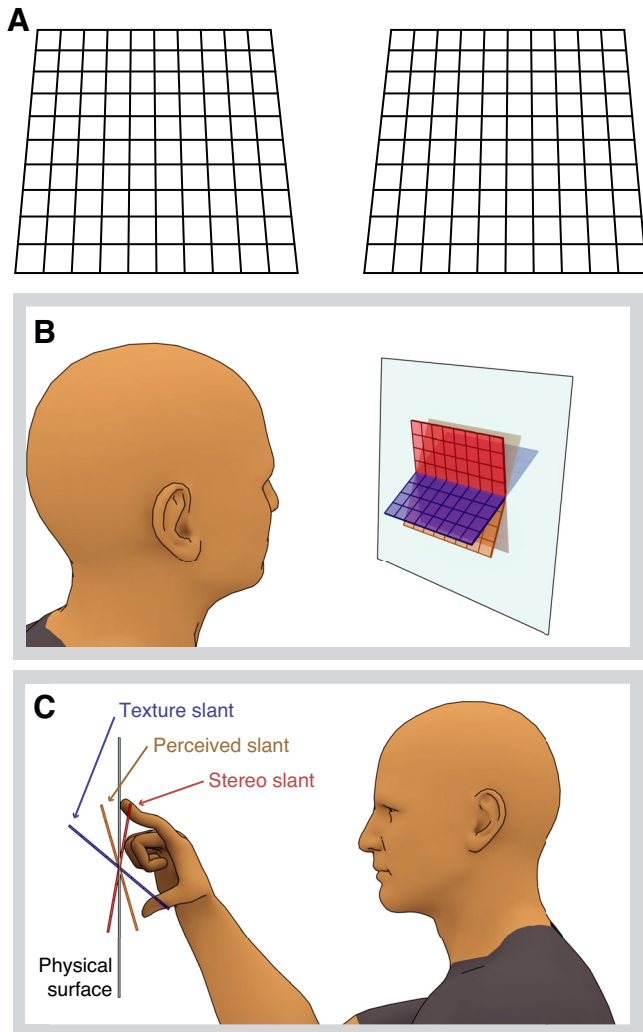 A
B
C
Texture slant
Perceived slant
Stereo slant
Physical
surface